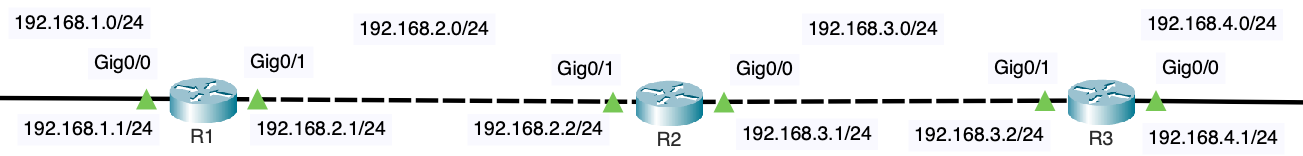 192.168.1.0/24
192.168.2.0/24
192.168.3.0/24
192.168.4.0/24
Gig0/0
Gig0/1
Gig0/1
Gig0/0
Gig0/1
Gig0/0
192.168.1.1/24
R1
192.168.2.1/24
192.168.2.2/24
R2
192.168.3.1/24
192.168.3.2/24
R3
192.168.4.1/24